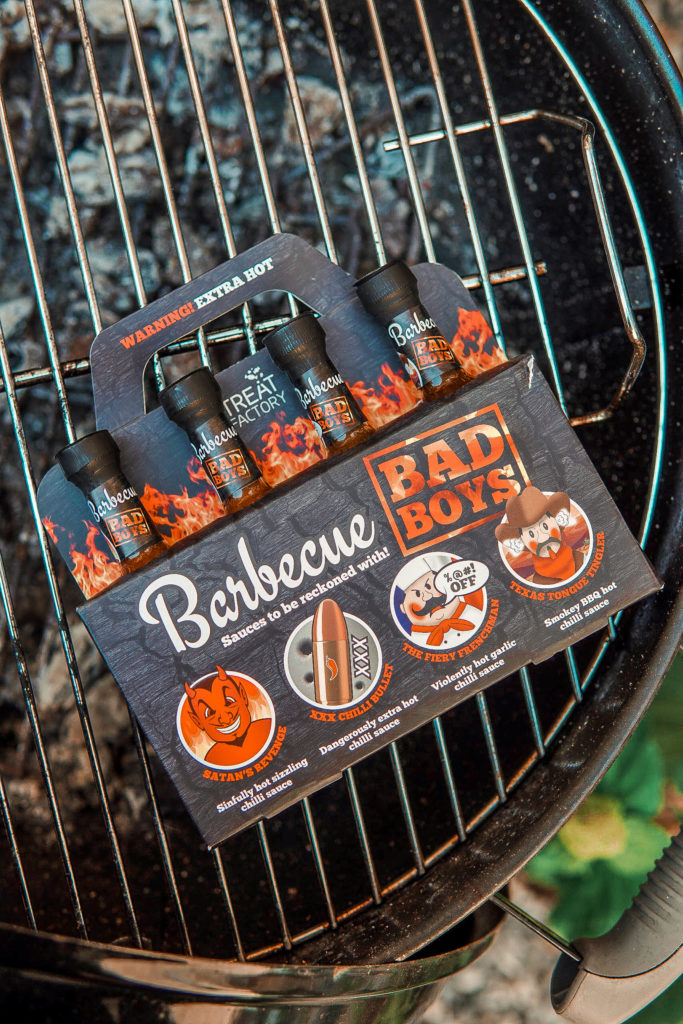 WARNING! EXTRA HOT
TREAT
FACTORY
Barbecue
BAD
BOYS
Barbecue
BAD
BOYS
Barbecue
BAD
BOYS
Barbecue
BAD
BOYS
Barbecue
BAD
BOYS
Sauces to be reckoned with!
SATAN'S REVENGE
Sinfully hot sizzling
chilli sauce
XXX
XXX CHILLI BULLET
Dangerously extra hot
chilli sauce
%@#!
OFF
THE FIERY FRENCHMAN
Violently hot garlic
chilli sauce
TEXAS TONGUE TINGLER
Smokey BBQ hot
chilli sauce